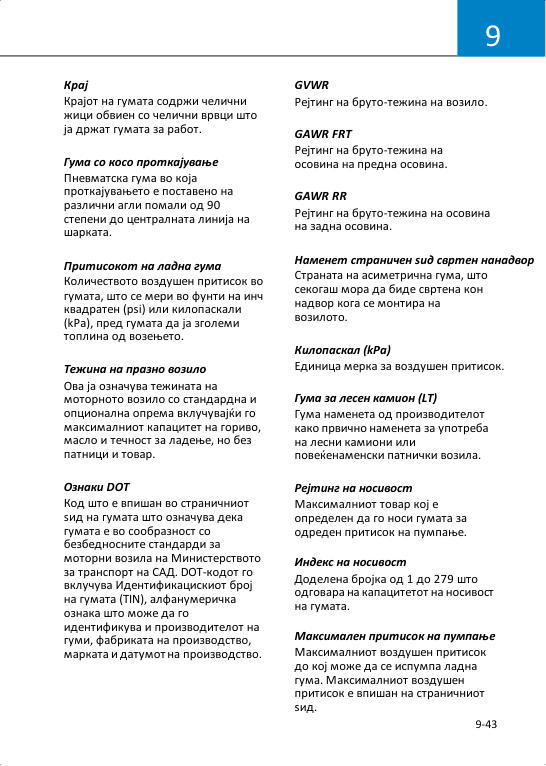 9
Крај
Крајот на гумата содржи челични
жици обвиен со челични врвци што
ја држат гумата за работ.
Гума со косо проткајување
Пневматска гума во која
проткајувањето е поставено на
различни агли помали од 90
степени до централната линија на
шарката.
Притисокот на ладна гума
Количеството воздушен притисок во
гумата, што се мери во фунти на инч
квадратен (psi) или килопаскали
(kPa), пред гумата да ја зголеми
топлина од возењето.
Тежина на празно возило
Ова ја означува тежината на
моторното возило со стандардна и
опционална опрема вклучувајќи го
максималниот капацитет на гориво,
масло и течност за ладење, но без
патници и товар.
Ознаки DOT
Код што е впишан во страничниот
ѕид на гумата што означува дека
гумата е во сообразност со
безбедносните стандарди за
моторни возила на Министерството
за транспорт на САД. DOT-кодот го
вклучува Идентификацискиот број
на гумата (TIN), алфанумеричка
ознака што може да го
идентификува и производителот на
гуми, фабриката на производство,
марката и датумот на производство.
GVWR
Рејтинг на бруто-тежина на возило.
GAWR FRT
Рејтинг на бруто-тежина на
осовина на предна осовина.
GAWR RR
Рејтинг на бруто-тежина на осовина
на задна осовина.
Наменет страничен ѕид свртен нанадвор
Страната на асиметрична гума, што
секогаш мора да биде свртена кон
надвор кога се монтира на
возилото.
Килопаскал (kPa)
Единица мерка за воздушен притисок.
Гума за лесен камион (LT)
Гума наменета од производителот
како првично наменета за употреба
на лесни камиони или
повеќенаменски патнички возила.
Рејтинг на носивост
Максималниот товар кој е
определен да го носи гумата за
одреден притисок на пумпање.
Индекс на носивост
Доделена бројка од 1 до 279 што
одговара на капацитетот на носивост
на гумата.
Максимален притисок на пумпање
Максималниот воздушен притисок
до кој може да се испумпа ладна
гума. Максималниот воздушен
притисок е впишан на страничниот
ѕид.
9-43